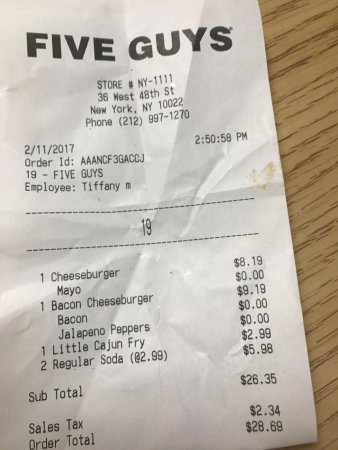 FIVE GUYS
STORE # NY-1111
36 West 48th St
New York, NY 10022
Phone (212) 997-1270
2/11/2017 2:50:58 PM
Order Id: AAANCF3GACCJ
19 - FIVE GUYS
Employee: Tiffany m
19
1 Cheeseburger $8.19
Mayo $0.00
1 Bacon Cheeseburger $9.19
Bacon $0.00
Jalapeno Peppers $0.00
1 Little Cajun Fry $2.99
2 Regular Soda (@2.99) $5.98
Sub Total $26.35
Sales Tax $2.34
Order Total $28.69